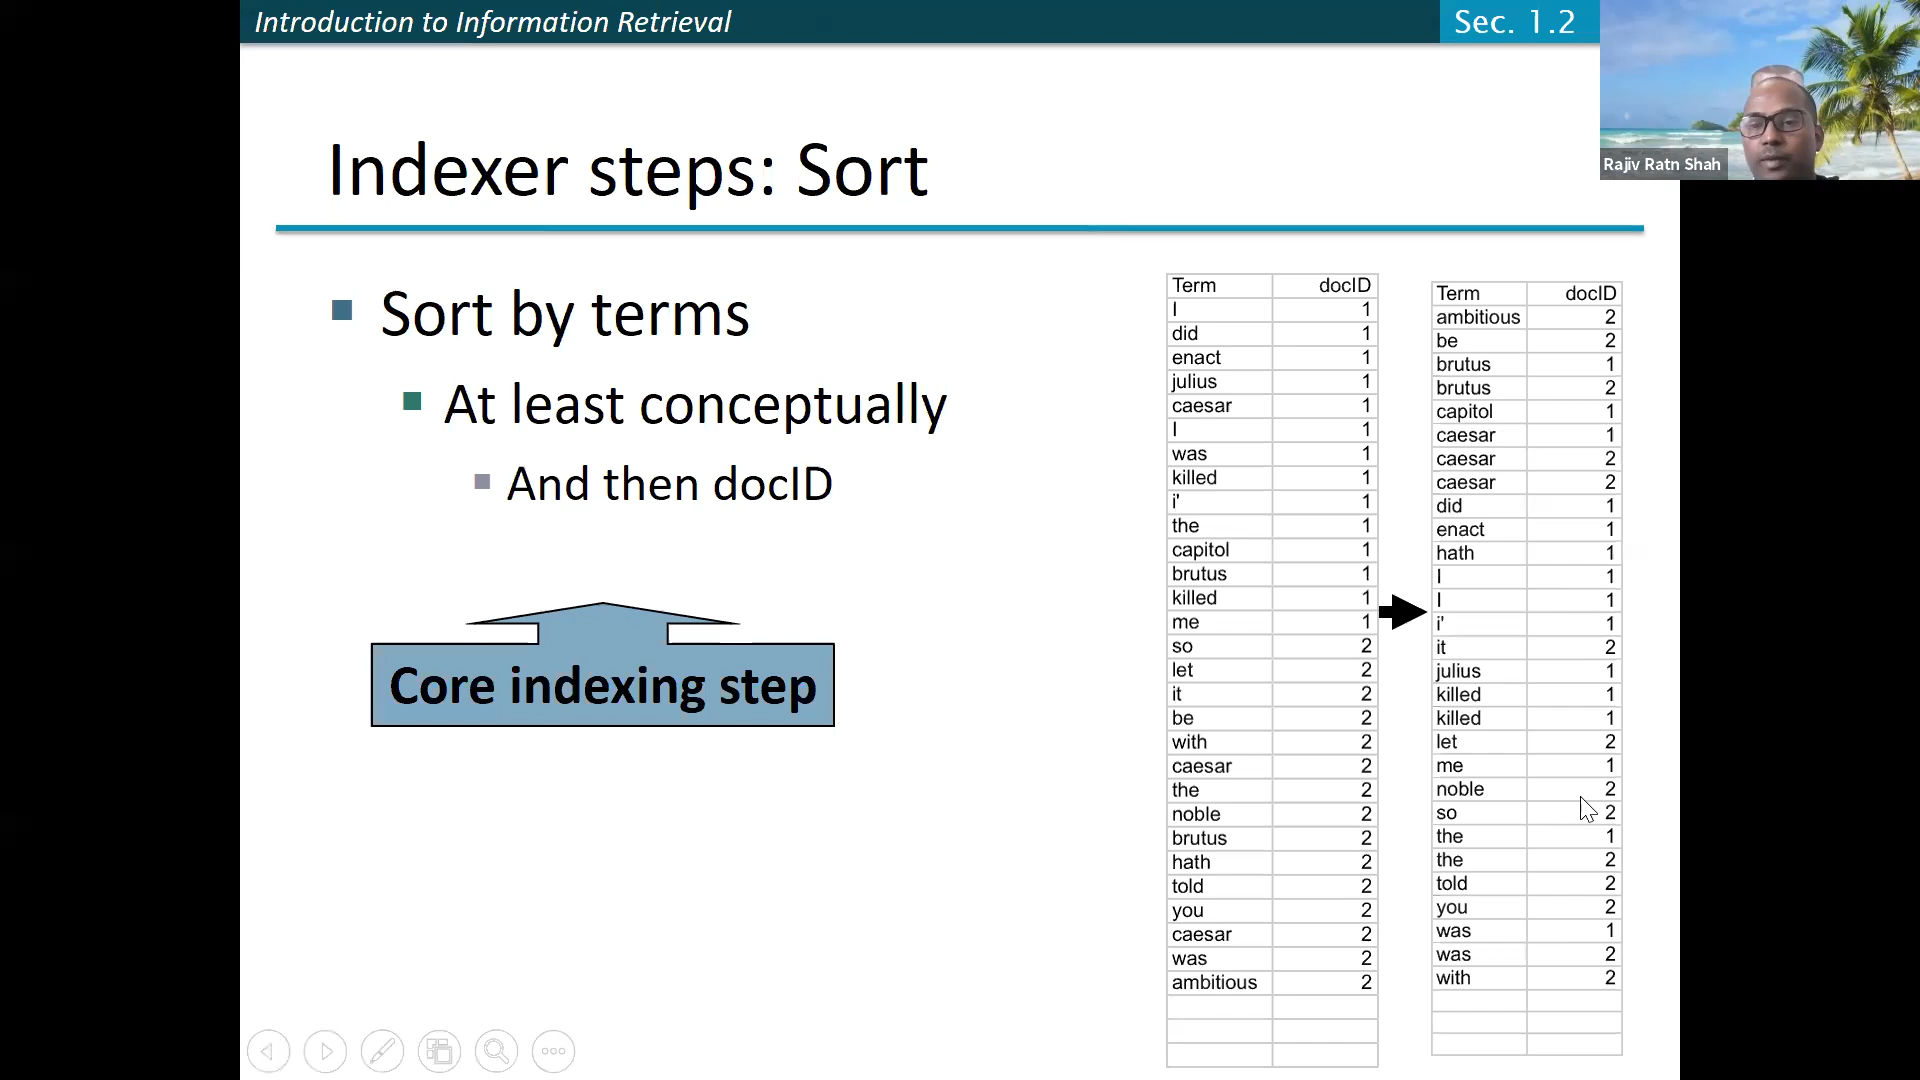 Introduction to Information Retrieval
Sec. 1.2
Rajiv Ratn Shah
Indexer steps: Sort
Sort by terms
At least conceptually
And then docID
Core indexing step
Term docID
I 1
did 1
enact 1
julius 1
caesar 1
I 1
was 1
killed 1
i' 1
the 1
capitol 1
brutus 1
killed 1
me 1
so 2
let 2
it 2
be 2
with 2
caesar 2
the 2
noble 2
brutus 2
hath 2
told 2
you 2
caesar 2
was 2
ambitious 2
Term docID
ambitious 2
be 2
brutus 1
brutus 2
capitol 1
caesar 1
caesar 2
caesar 2
did 1
enact 1
hath 1
I 1
I 1
i' 1
it 2
julius 1
killed 1
killed 1
let 2
me 1
noble 2
so 2
the 1
the 2
told 2
you 2
was 1
was 2
with 2